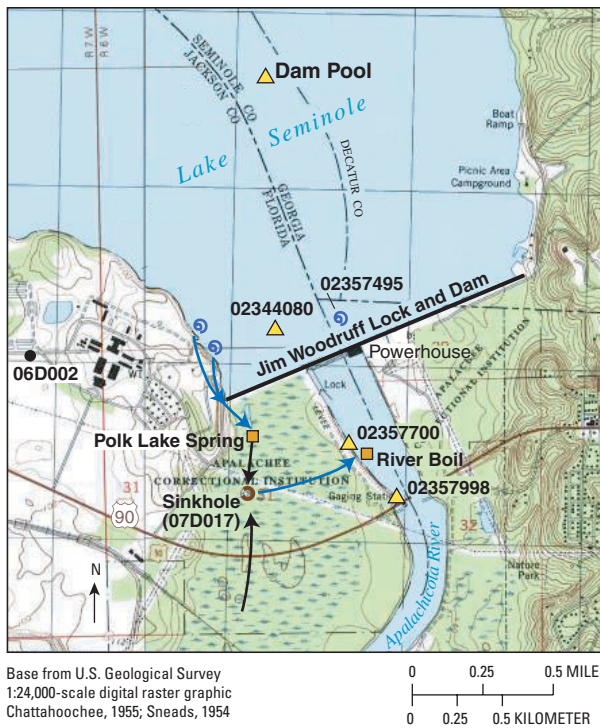 R 7 W
R 6 W
SEMINOLE CO
JACKSON CO
Dam Pool
Lake Seminole
DECATUR CO
GEORGIA
FLORIDA
Boat
Ramp
Picnic Area
Campground
02357495
02344080
Jim Woodruff Lock and Dam
Powerhouse
Lock
06D002
APALACHEE
CORRECTIONAL INSTITUTION
Polk Lake Spring
02357700
River Boil
APALACHEE
CORRECTIONAL INSTITUTION
Sinkhole
(07D017)
31
31
90
Gaging Station
02357998
32
Nature
Park
Apalachicola River
N
Base from U.S. Geological Survey
1:24,000-scale digital raster graphic
Chattahoochee, 1955; Sneads, 1954
0 0.25 0.5 MILE
0 0.25 0.5 KILOMETER